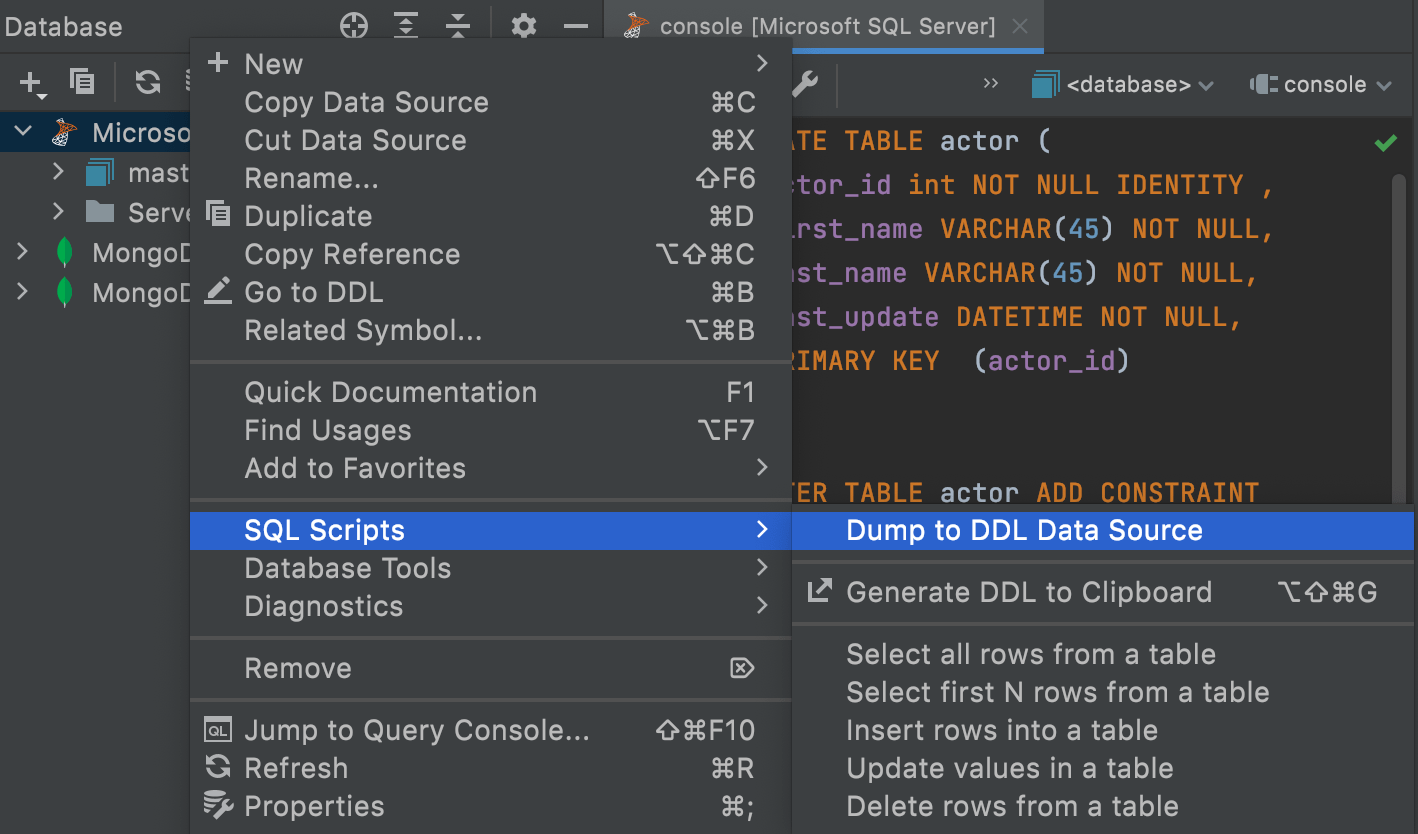 Database
console [Microsoft SQL Server]
<database>
console
Microso
mast
Serve
MongoD
MongoD
New
Copy Data Source ⌘C
Cut Data Source ⌘X
Rename... ⇧F6
Duplicate ⌘D
Copy Reference ⌥⇧⌘C
Go to DDL ⌘B
Related Symbol... ⌥⌘B
Quick Documentation F1
Find Usages ⌥F7
Add to Favorites
SQL Scripts
Database Tools
Diagnostics
Remove ⌦
QL Jump to Query Console... ⇧⌘F10
Refresh ⌘R
Properties ⌘;
ATE TABLE actor (
ctor_id int NOT NULL IDENTITY ,
irst_name VARCHAR(45) NOT NULL,
ast_name VARCHAR(45) NOT NULL,
ast_update DATETIME NOT NULL,
RIMARY KEY  (actor_id)
TER TABLE actor ADD CONSTRAINT
Dump to DDL Data Source
Generate DDL to Clipboard ⌥⇧⌘G
Select all rows from a table
Select first N rows from a table
Insert rows into a table
Update values in a table
Delete rows from a table